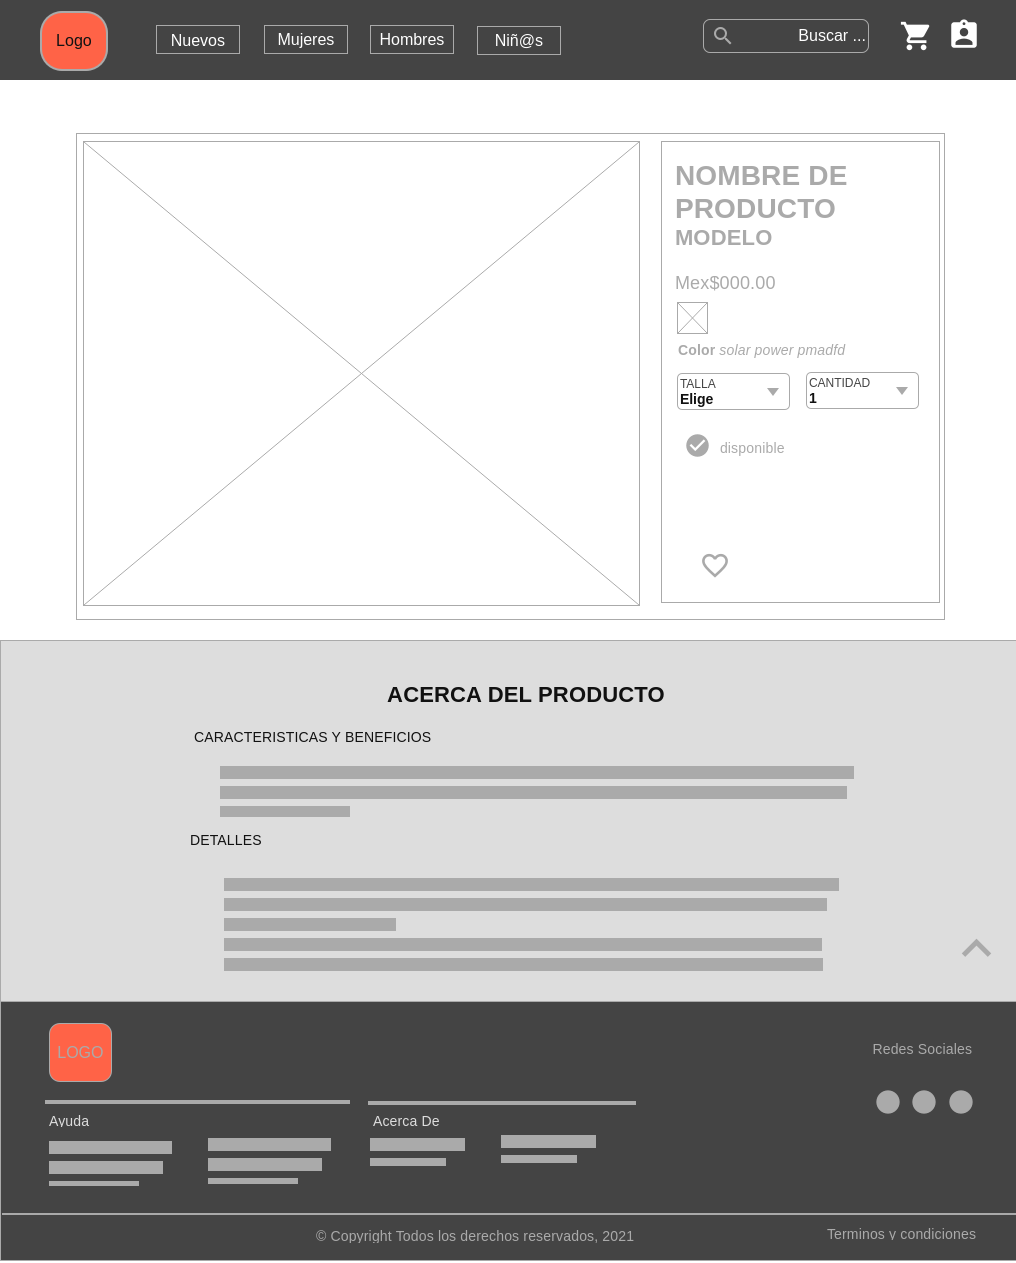 Logo
Nuevos
Mujeres
Hombres
Niñ@s
Buscar ...
NOMBRE DE
PRODUCTO
MODELO
Mex$000.00
Color solar power pmadfd
TALLA
Elige
CANTIDAD
1
disponible
ACERCA DEL PRODUCTO
CARACTERISTICAS Y BENEFICIOS
DETALLES
LOGO
Redes Sociales
Ayuda
Acerca De
© Copyright Todos los derechos reservados, 2021
Terminos y condiciones